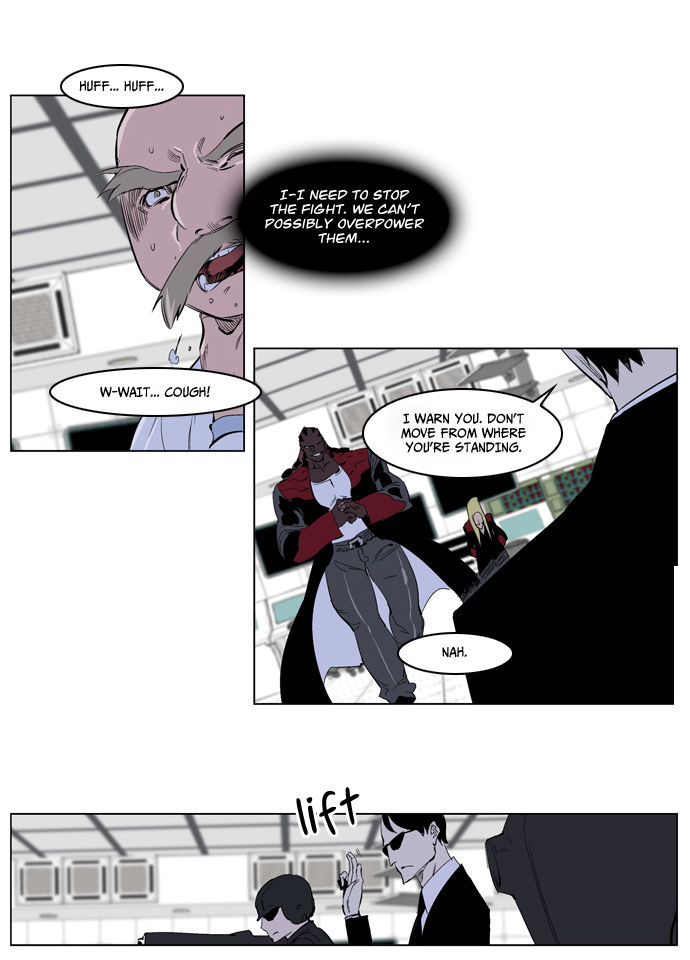 HUFF... HUFF...
I-I NEED TO STOP
THE FIGHT. WE CAN'T
POSSIBLY OVERPOWER
THEM...
W-WAIT... COUGH!
I WARN YOU. DON'T
MOVE FROM WHERE
YOU'RE STANDING.
NAH.
lift